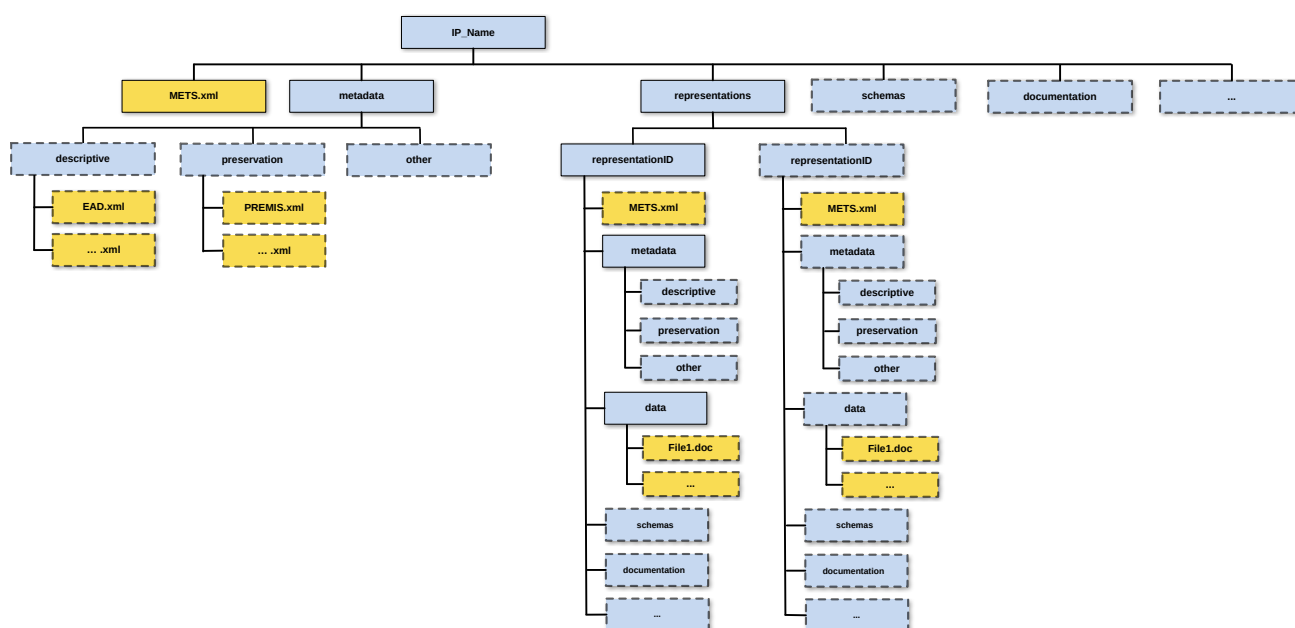 IP_Name
METS.xml
metadata
representations
schemas
documentation
...
descriptive
preservation
other
EAD.xml
... .xml
PREMIS.xml
... .xml
representationID
METS.xml
metadata
descriptive
preservation
other
data
File1.doc
...
schemas
documentation
...
representationID
METS.xml
metadata
descriptive
preservation
other
data
File1.doc
...
schemas
documentation
...